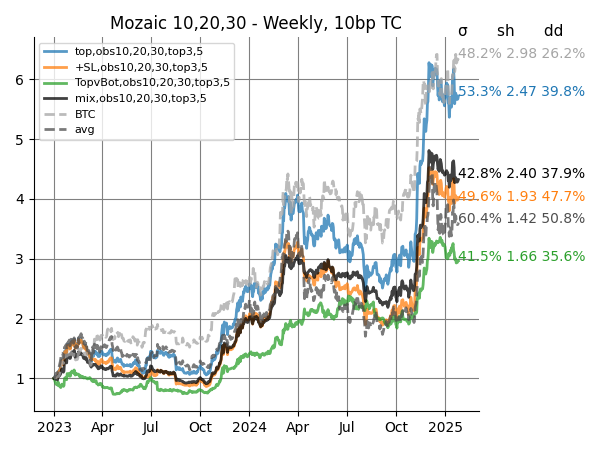 Mozaic 10,20,30 - Weekly, 10bp TC
σ sh dd
top,obs10,20,30,top3,5
+SL,obs10,20,30,top3,5
TopvBot,obs10,20,30,top3,5
mix,obs10,20,30,top3,5
BTC
avg
48.2% 2.98 26.2%
53.3% 2.47 39.8%
42.8% 2.40 37.9%
49.6% 1.93 47.7%
60.4% 1.42 50.8%
41.5% 1.66 35.6%
6
5
4
3
2
1
2023 Apr Jul Oct 2024 Apr Jul Oct 2025